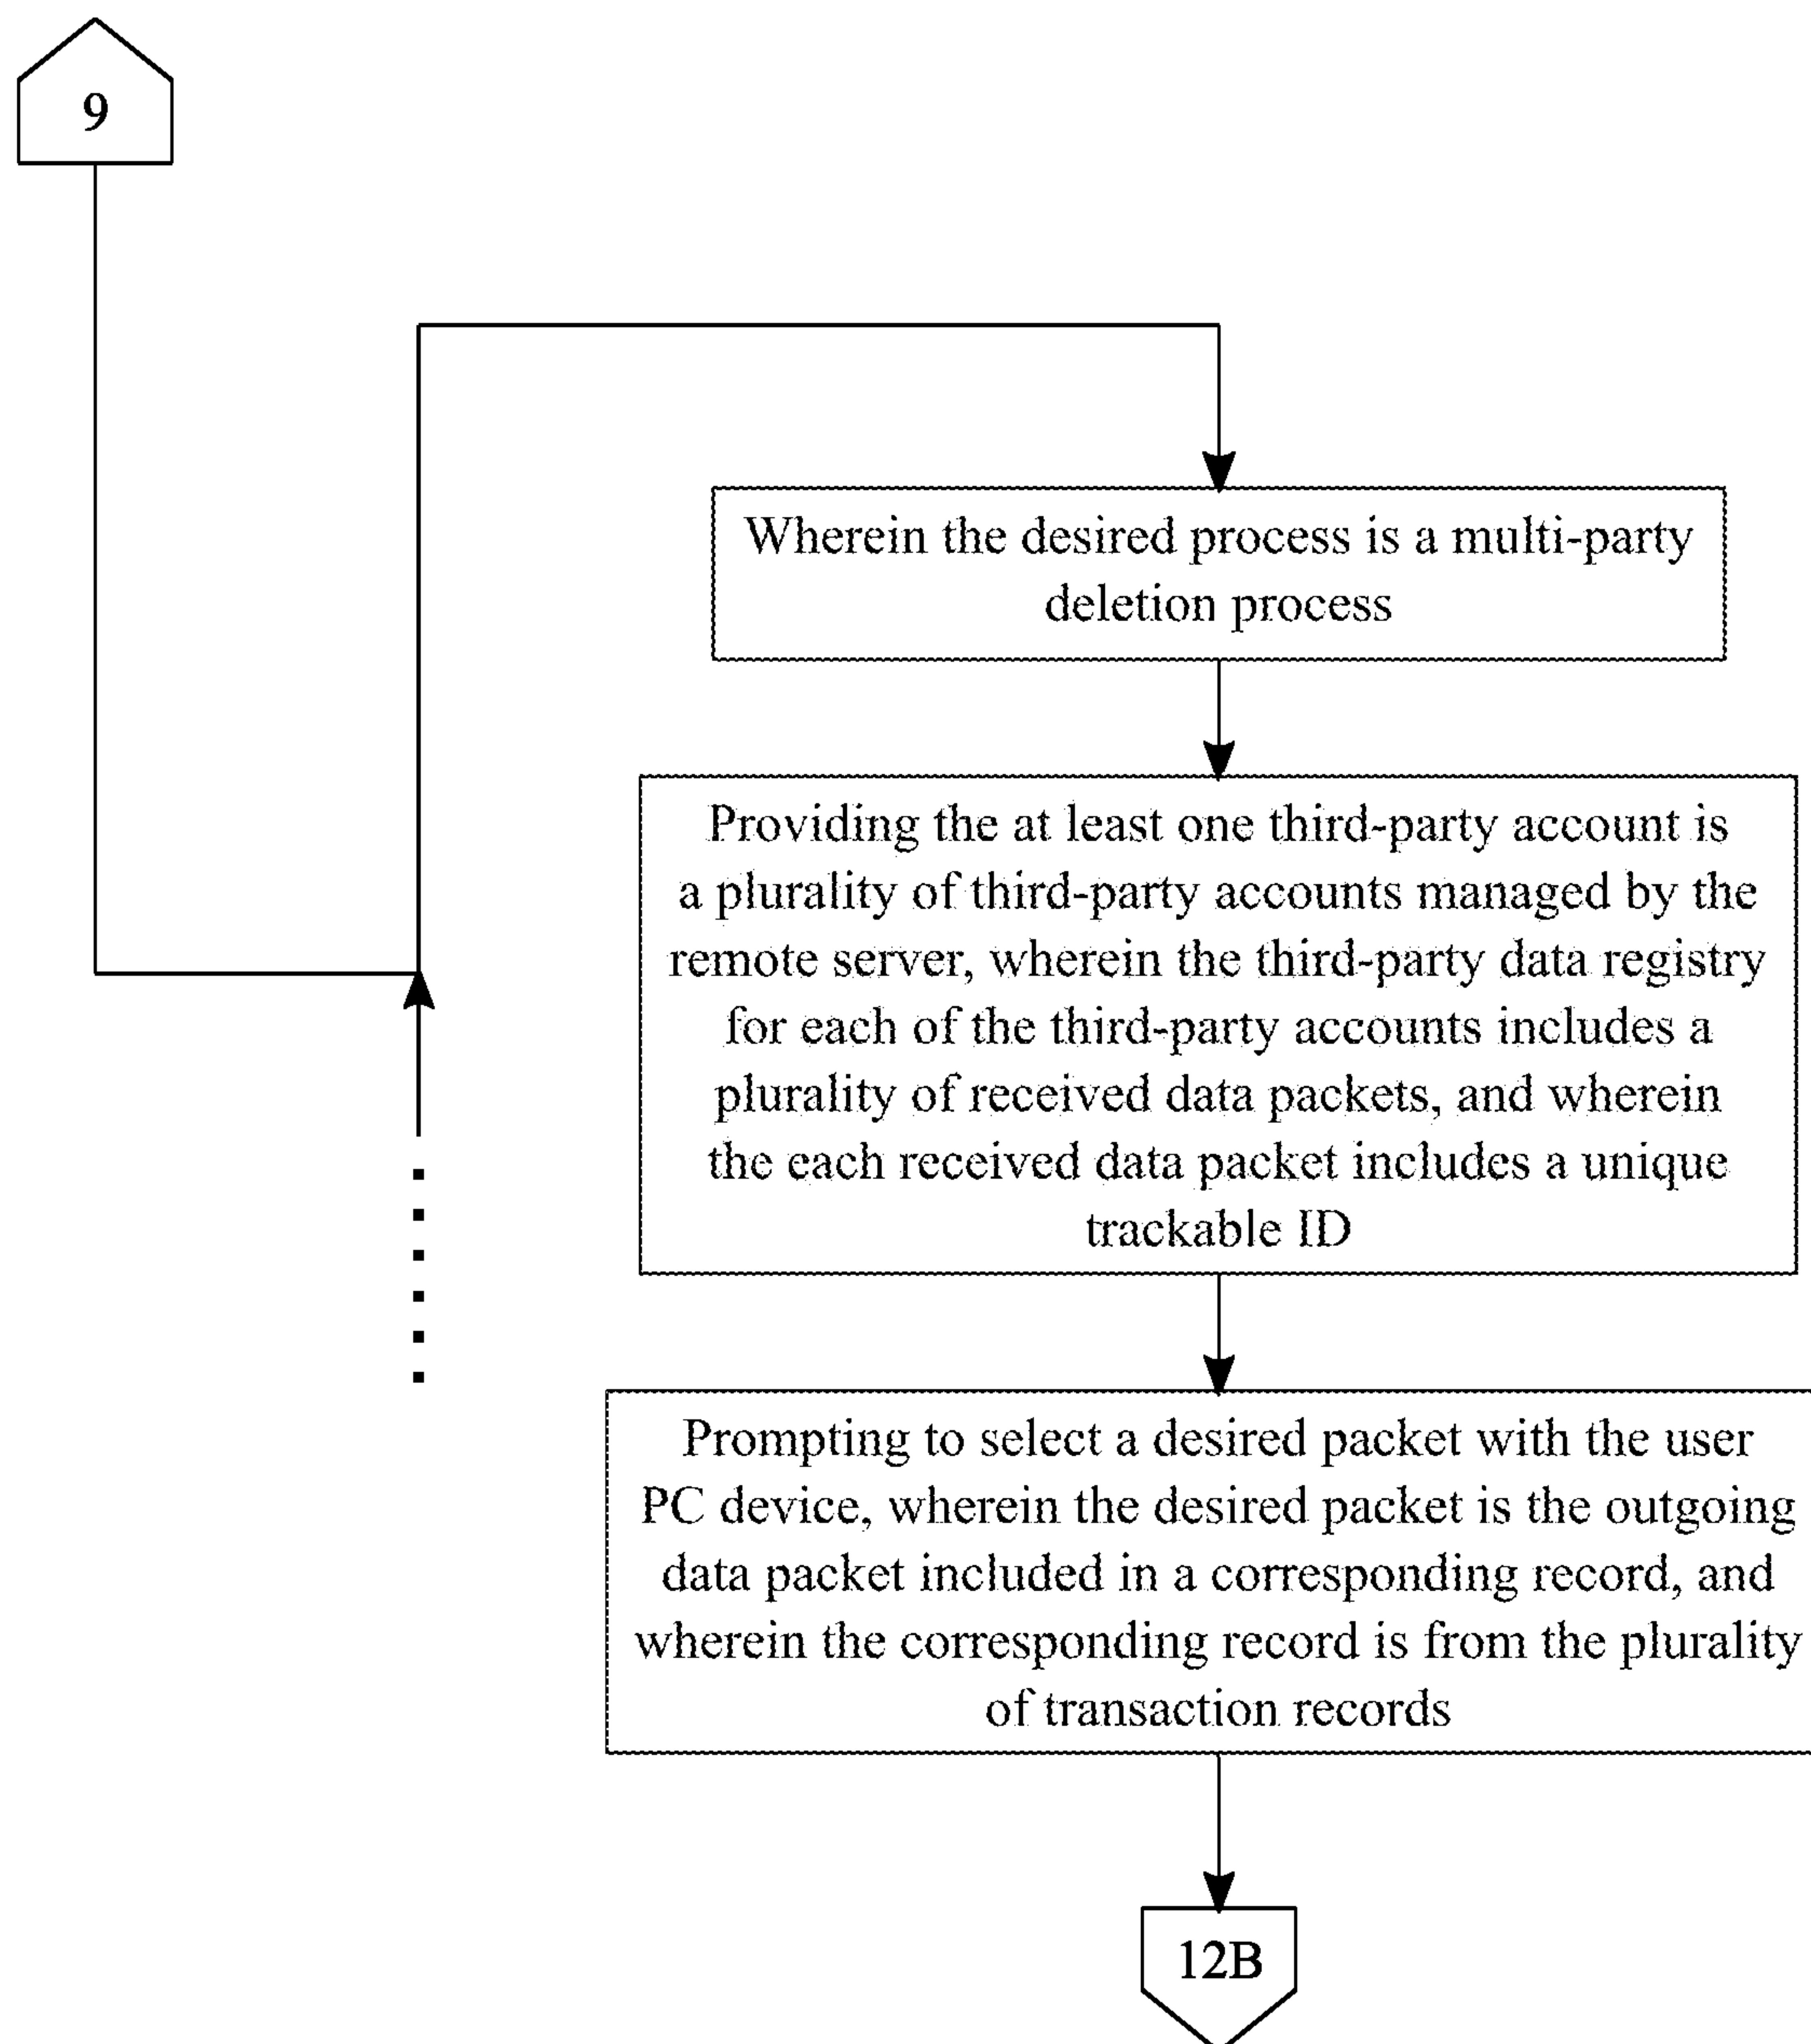 9
Wherein the desired process is a multi-party
deletion process
Providing the at least one third-party account is
a plurality of third-party accounts managed by the
remote server, wherein the third-party data registry
for each of the third-party accounts includes a
plurality of received data packets, and wherein
the each received data packet includes a unique
trackable ID
Prompting to select a desired packet with the user
PC device, wherein the desired packet is the outgoing
data packet included in a corresponding record, and
wherein the corresponding record is from the plurality
of transaction records
12B